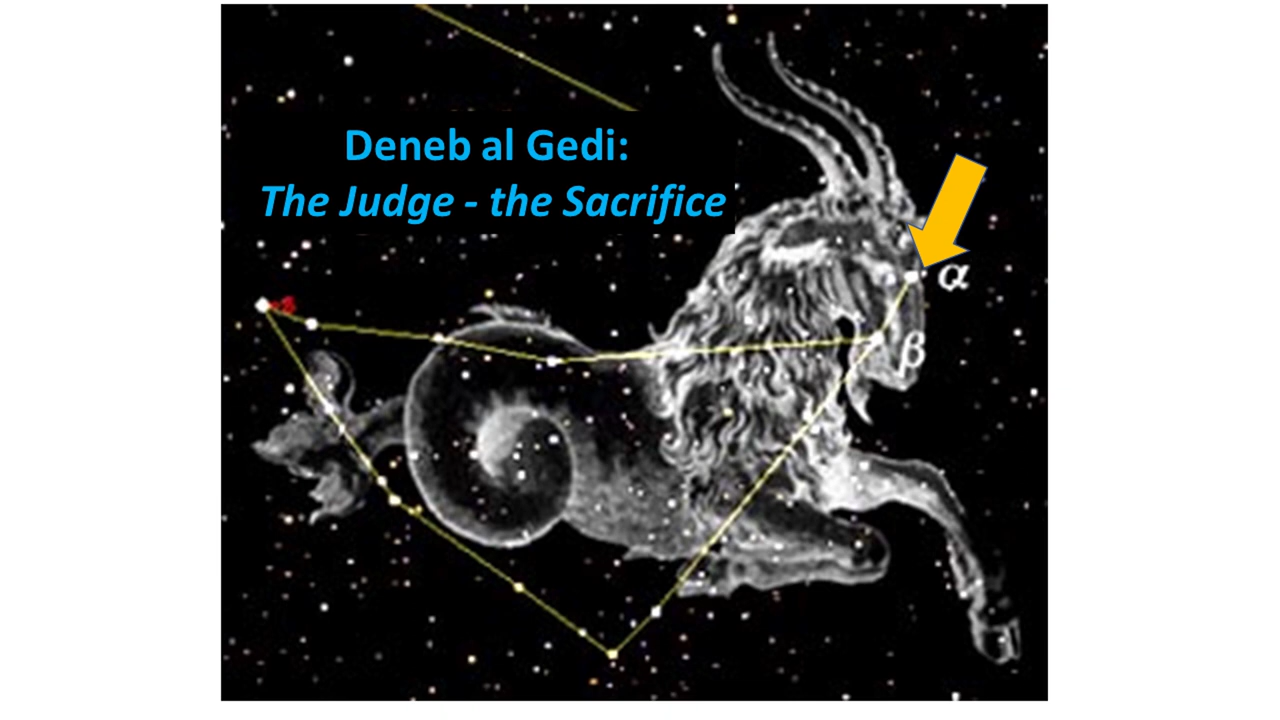 Deneb al Gedi:
The Judge - the Sacrifice
α
β